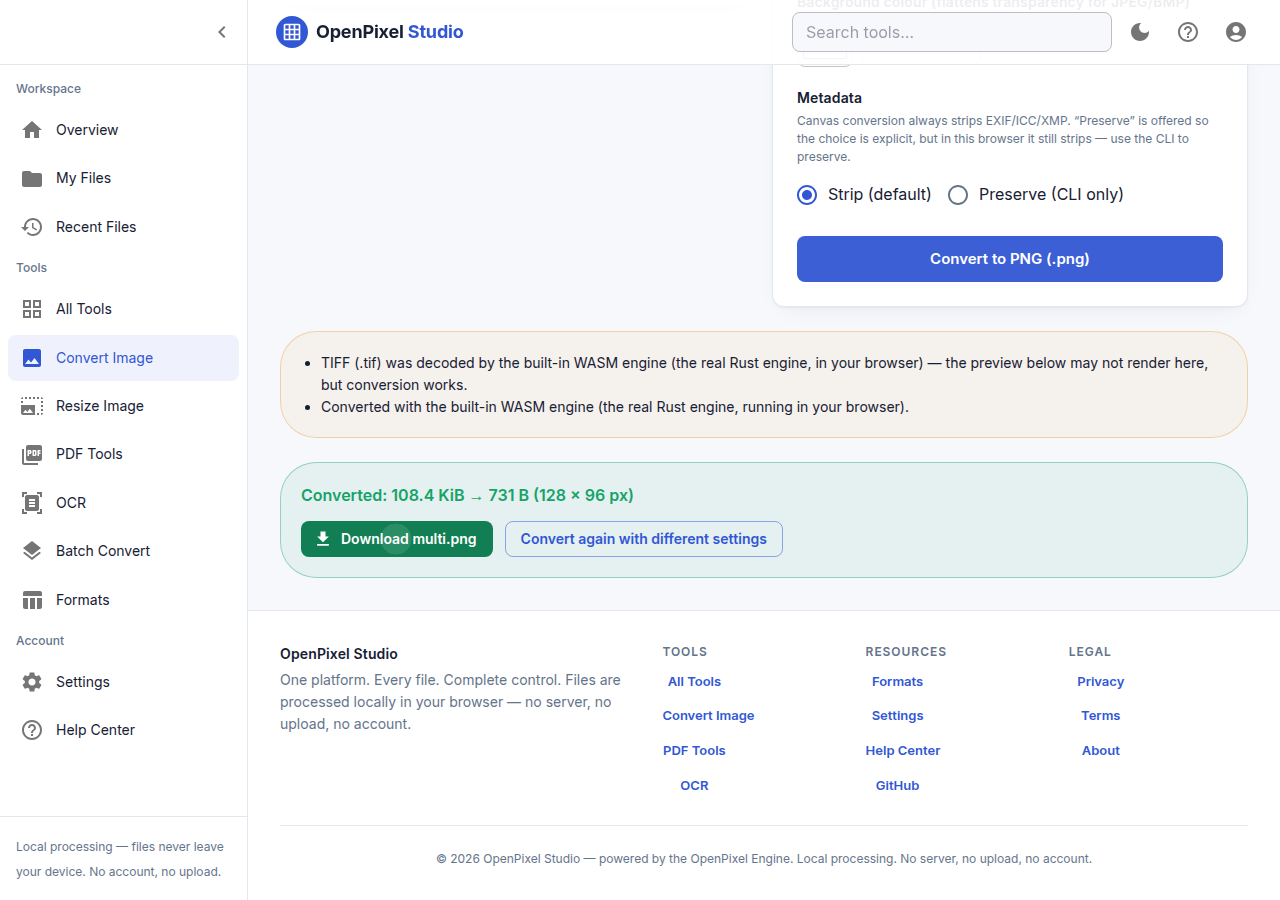 OpenPixel Studio
Search tools...
Background colour (flattens transparency for JPEG/BMP)
Workspace
Overview
My Files
Recent Files
Tools
All Tools
Convert Image
Resize Image
PDF Tools
OCR
Batch Convert
Formats
Account
Settings
Help Center
Local processing — files never leave
your device. No account, no upload.
Metadata
Canvas conversion always strips EXIF/ICC/XMP. “Preserve” is offered so
the choice is explicit, but in this browser it still strips — use the CLI to
preserve.
Strip (default)
Preserve (CLI only)
Convert to PNG (.png)
TIFF (.tif) was decoded by the built-in WASM engine (the real Rust engine, in your browser) — the preview below may not render here,
but conversion works.
Converted with the built-in WASM engine (the real Rust engine, running in your browser).
Converted: 108.4 KiB → 731 B (128 × 96 px)
Download multi.png
Convert again with different settings
OpenPixel Studio
One platform. Every file. Complete control. Files are
processed locally in your browser — no server, no
upload, no account.
TOOLS
All Tools
Convert Image
PDF Tools
OCR
RESOURCES
Formats
Settings
Help Center
GitHub
LEGAL
Privacy
Terms
About
© 2026 OpenPixel Studio — powered by the OpenPixel Engine. Local processing. No server, no upload, no account.